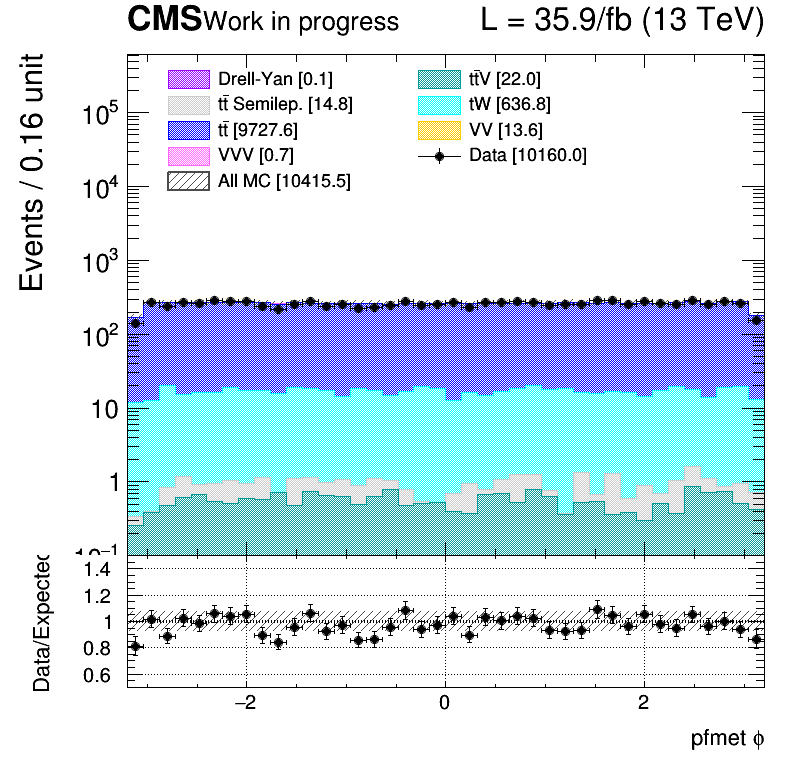 CMS Work in progress L = 35.9/fb (13 TeV)
Events / 0.16 unit
Drell-Yan [0.1] tt̄V [22.0]
tt̄ Semilep. [14.8] tW [636.8]
tt̄ [9727.6] VV [13.6]
VVV [0.7] Data [10160.0]
All MC [10415.5]
10⁵
10⁴
10³
10²
10
1
10⁻¹
Data/Expected
1.4
1.2
1
0.8
0.6
−2 0 2
pfmet ϕ